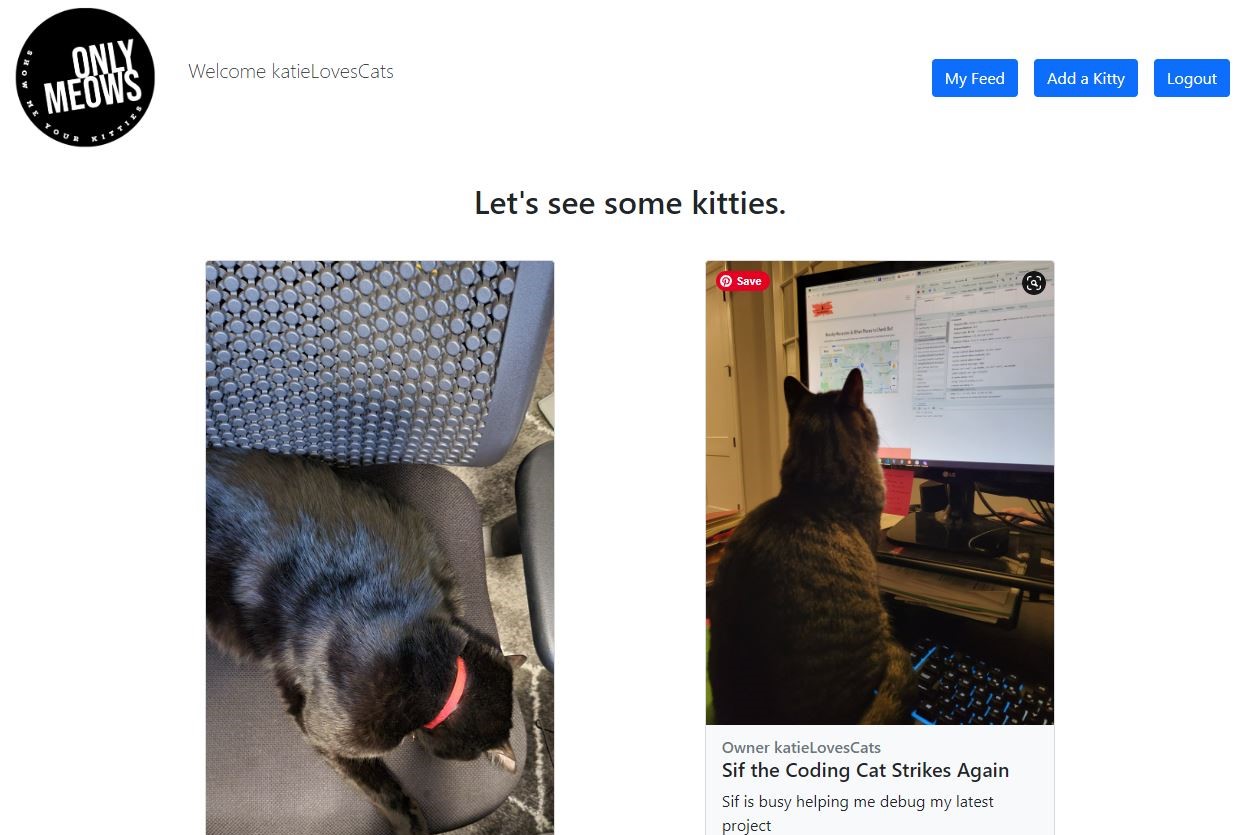 ONLY
MEOWS
SHOW ME YOUR KITTIES
Welcome katieLovesCats
My Feed
Add a Kitty
Logout
Let's see some kitties.
Save
LG
Owner katieLovesCats
Sif the Coding Cat Strikes Again
Sif is busy helping me debug my latest
project